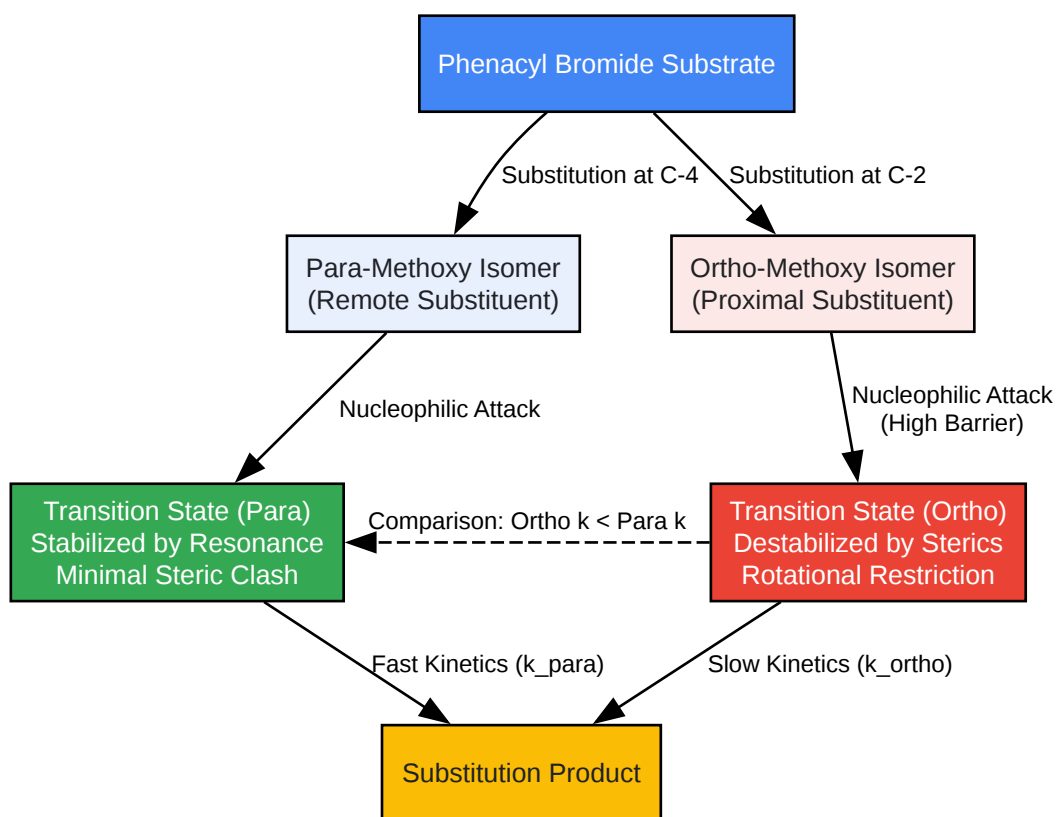 Phenacyl Bromide Substrate
Substitution at C-4
Substitution at C-2
Para-Methoxy Isomer
(Remote Substituent)
Ortho-Methoxy Isomer
(Proximal Substituent)
Nucleophilic Attack
Nucleophilic Attack
(High Barrier)
Transition State (Para)
Stabilized by Resonance
Minimal Steric Clash
Comparison: Ortho k < Para k
Transition State (Ortho)
Destabilized by Sterics
Rotational Restriction
Fast Kinetics (k_para)
Slow Kinetics (k_ortho)
Substitution Product